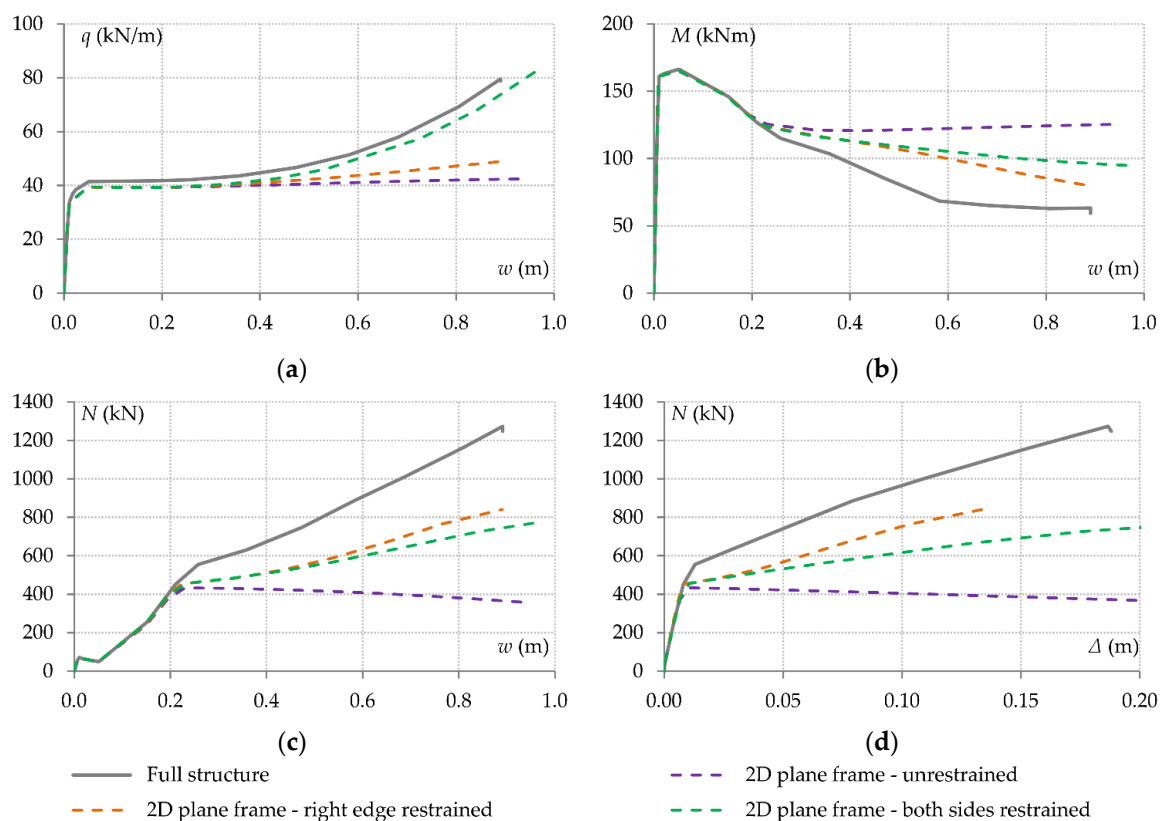 q (kN/m)
100
80
60
40
20
0
w (m)
0.0 0.2 0.4 0.6 0.8 1.0
(a)
M (kNm)
200
150
100
50
0
w (m)
0.0 0.2 0.4 0.6 0.8 1.0
(b)
N (kN)
1400
1200
1000
800
600
400
200
0
w (m)
0.0 0.2 0.4 0.6 0.8 1.0
(c)
N (kN)
1400
1200
1000
800
600
400
200
0
Δ (m)
0.00 0.05 0.10 0.15 0.20
(d)
Full structure
2D plane frame - unrestrained
2D plane frame - right edge restrained
2D plane frame - both sides restrained